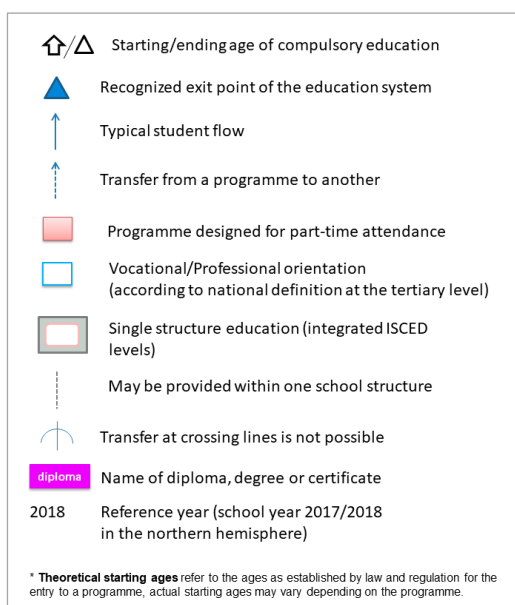 Starting/ending age of compulsory education
Recognized exit point of the education system
Typical student flow
Transfer from a programme to another
Programme designed for part-time attendance
Vocational/Professional orientation
(according to national definition at the tertiary level)
Single structure education (integrated ISCED
levels)
May be provided within one school structure
Transfer at crossing lines is not possible
diploma Name of diploma, degree or certificate
2018 Reference year (school year 2017/2018
in the northern hemisphere)
* Theoretical starting ages refer to the ages as established by law and regulation for the
entry to a programme, actual starting ages may vary depending on the programme.